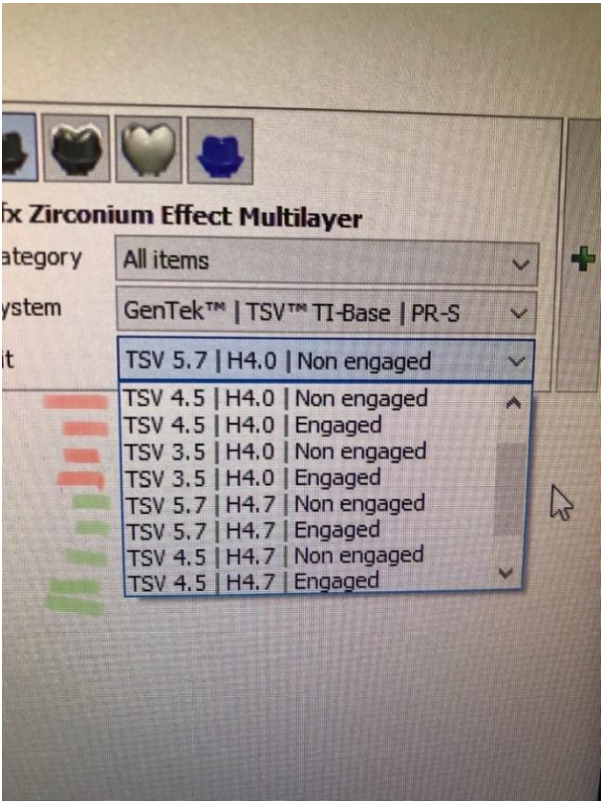 fx Zirconium Effect Multilayer
ategory All items
ystem GenTek™ | TSV™ TI-Base | PR-S
it TSV 5.7 | H4.0 | Non engaged
TSV 4.5 | H4.0 | Non engaged
TSV 4.5 | H4.0 | Engaged
TSV 3.5 | H4.0 | Non engaged
TSV 3.5 | H4.0 | Engaged
TSV 5.7 | H4.7 | Non engaged
TSV 5.7 | H4.7 | Engaged
TSV 4.5 | H4.7 | Non engaged
TSV 4.5 | H4.7 | Engaged